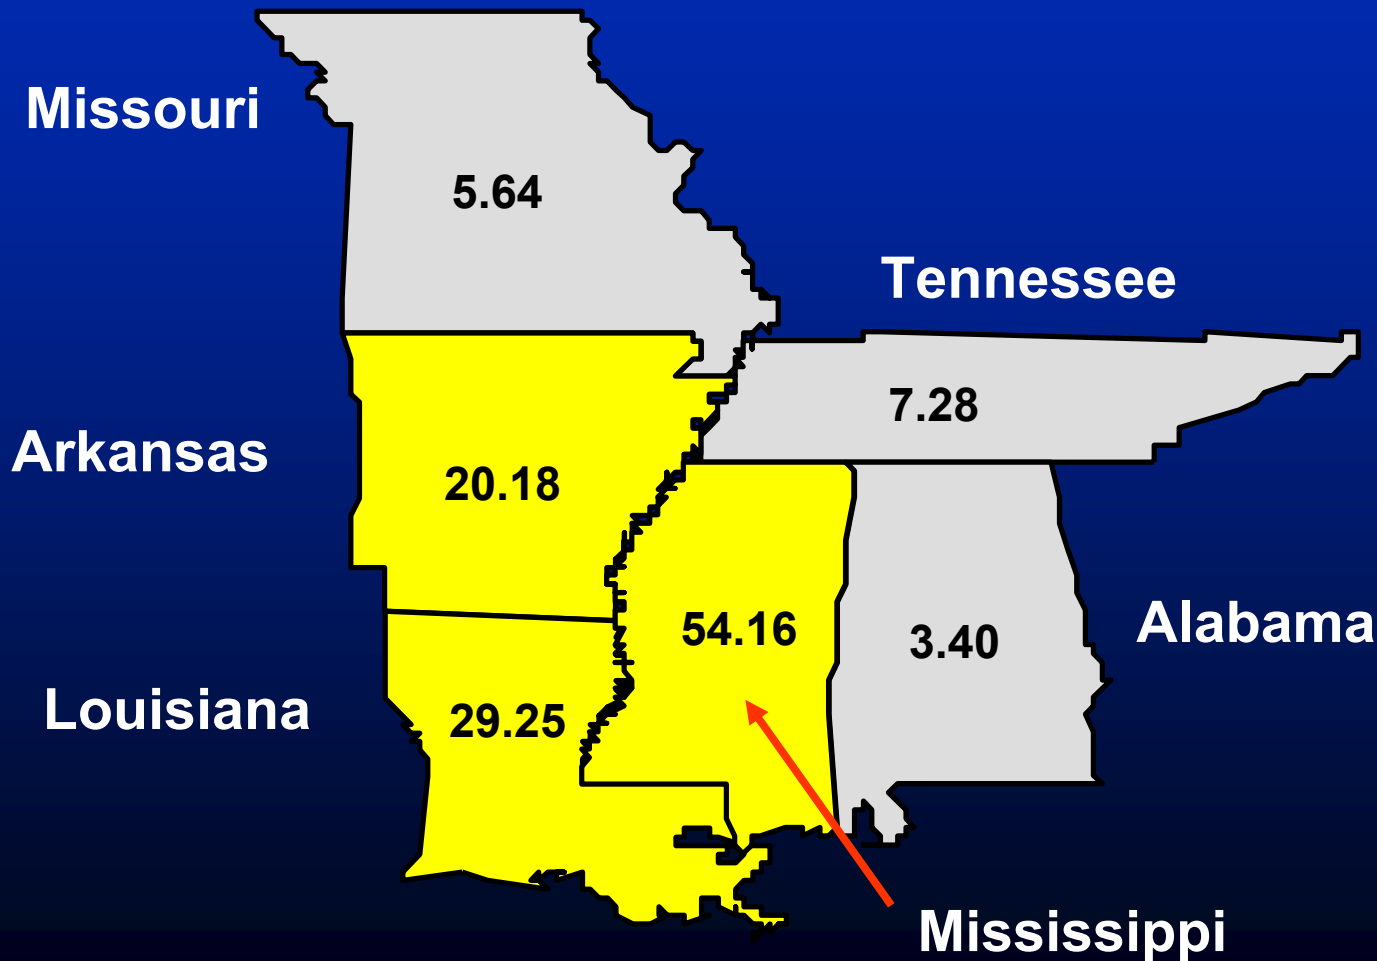 Missouri
5.64
Tennessee
7.28
Arkansas
20.18
54.16
3.40
Alabama
Louisiana
29.25
Mississippi